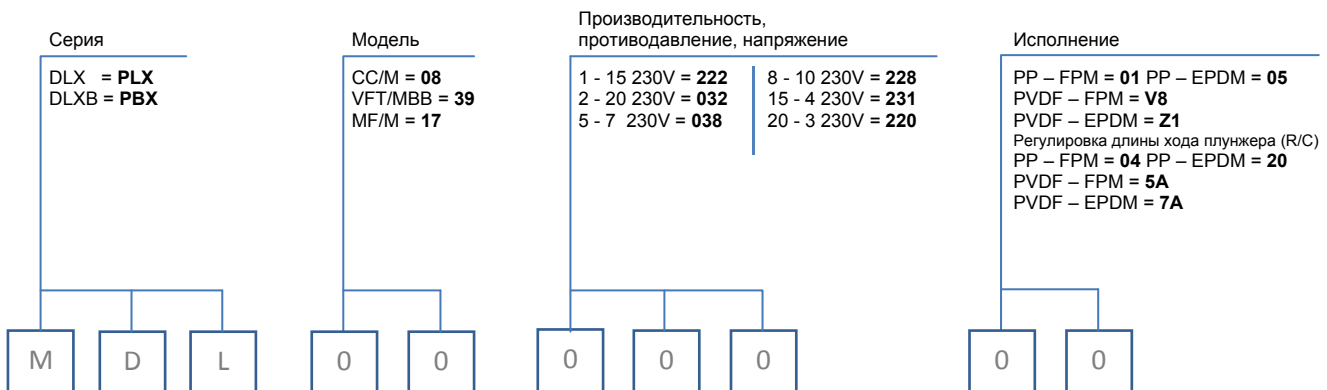 Серия
DLX = PLX
DLXB = PBX
Модель
CC/M = 08
VFT/MBB = 39
MF/M = 17
Производительность,
противодавление, напряжение
1 - 15 230V = 222
2 - 20 230V = 032
5 - 7 230V = 038
8 - 10 230V = 228
15 - 4 230V = 231
20 - 3 230V = 220
Исполнение
PP – FPM = 01 PP – EPDM = 05
PVDF – FPM = V8
PVDF – EPDM = Z1
Регулировка длины хода плунжера (R/C)
PP – FPM = 04 PP – EPDM = 20
PVDF – FPM = 5A
PVDF – EPDM = 7A
M D L 0 0 0 0 0 0 0